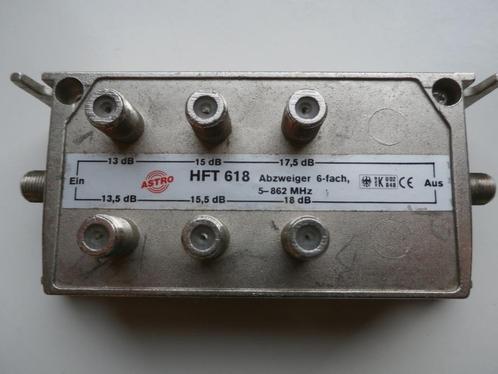 13 dB 15 dB 17,5 dB
Ein ASTRO HFT 618 Abzweiger 6-fach, K CE Aus
5–862 MHz
13,5 dB 15,5 dB 18 dB